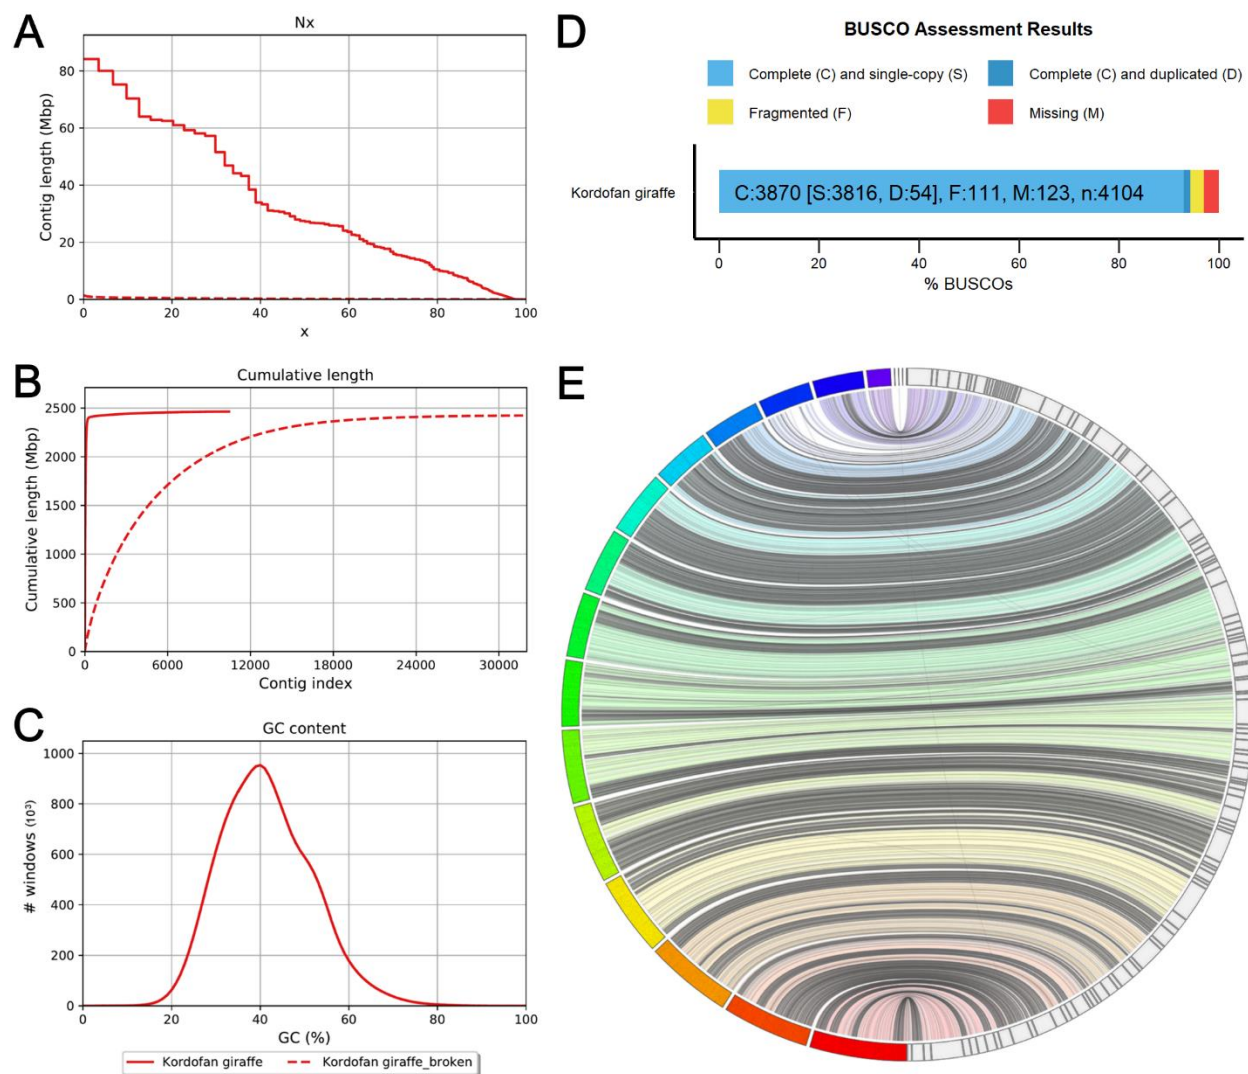 A
Nx
Contig length (Mbp)
80
60
40
20
0
0 20 40 60 80 100
x
B
Cumulative length
Cumulative length (Mbp)
2500
2000
1500
1000
500
0
0 6000 12000 18000 24000 30000
Contig index
C
GC content
# windows (10³)
1000
800
600
400
200
0
0 20 40 60 80 100
GC (%)
Kordofan giraffe Kordofan giraffe_broken
D
BUSCO Assessment Results
Complete (C) and single-copy (S) Complete (C) and duplicated (D)
Fragmented (F) Missing (M)
Kordofan giraffe
C:3870 [S:3816, D:54], F:111, M:123, n:4104
0 20 40 60 80 100
% BUSCOs
E